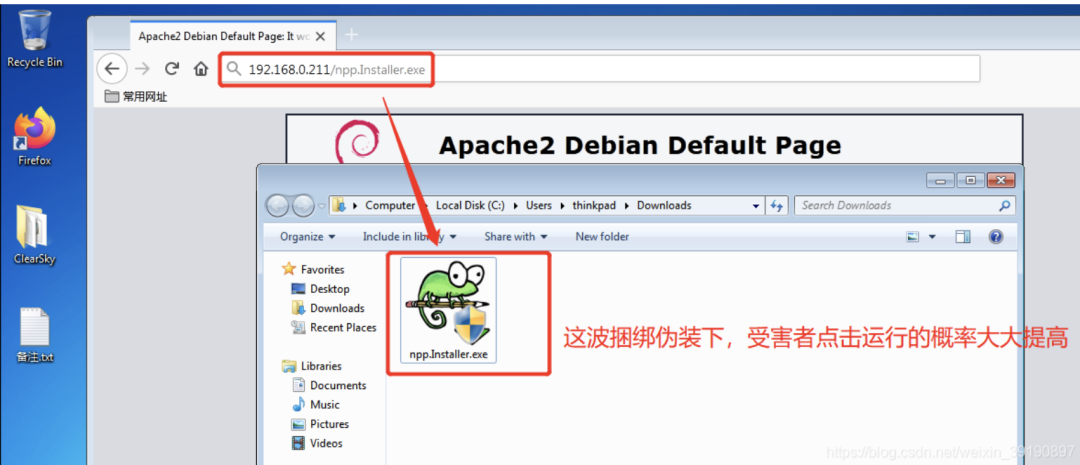 Recycle Bin
Firefox
ClearSky
备注.txt
Apache2 Debian Default Page: It wo
192.168.0.211/npp.Installer.exe
常用网址
Apache2 Debian Default Page
Computer Local Disk (C:) Users thinkpad Downloads
Search Downloads
Organize Include in library Share with New folder
Favorites
Desktop
Downloads
Recent Places
Libraries
Documents
Music
Pictures
Videos
npp.Installer.exe
这波捆绑伪装下，受害者点击运行的概率大大提高
https://blog.csdn.net/weixin_39190897